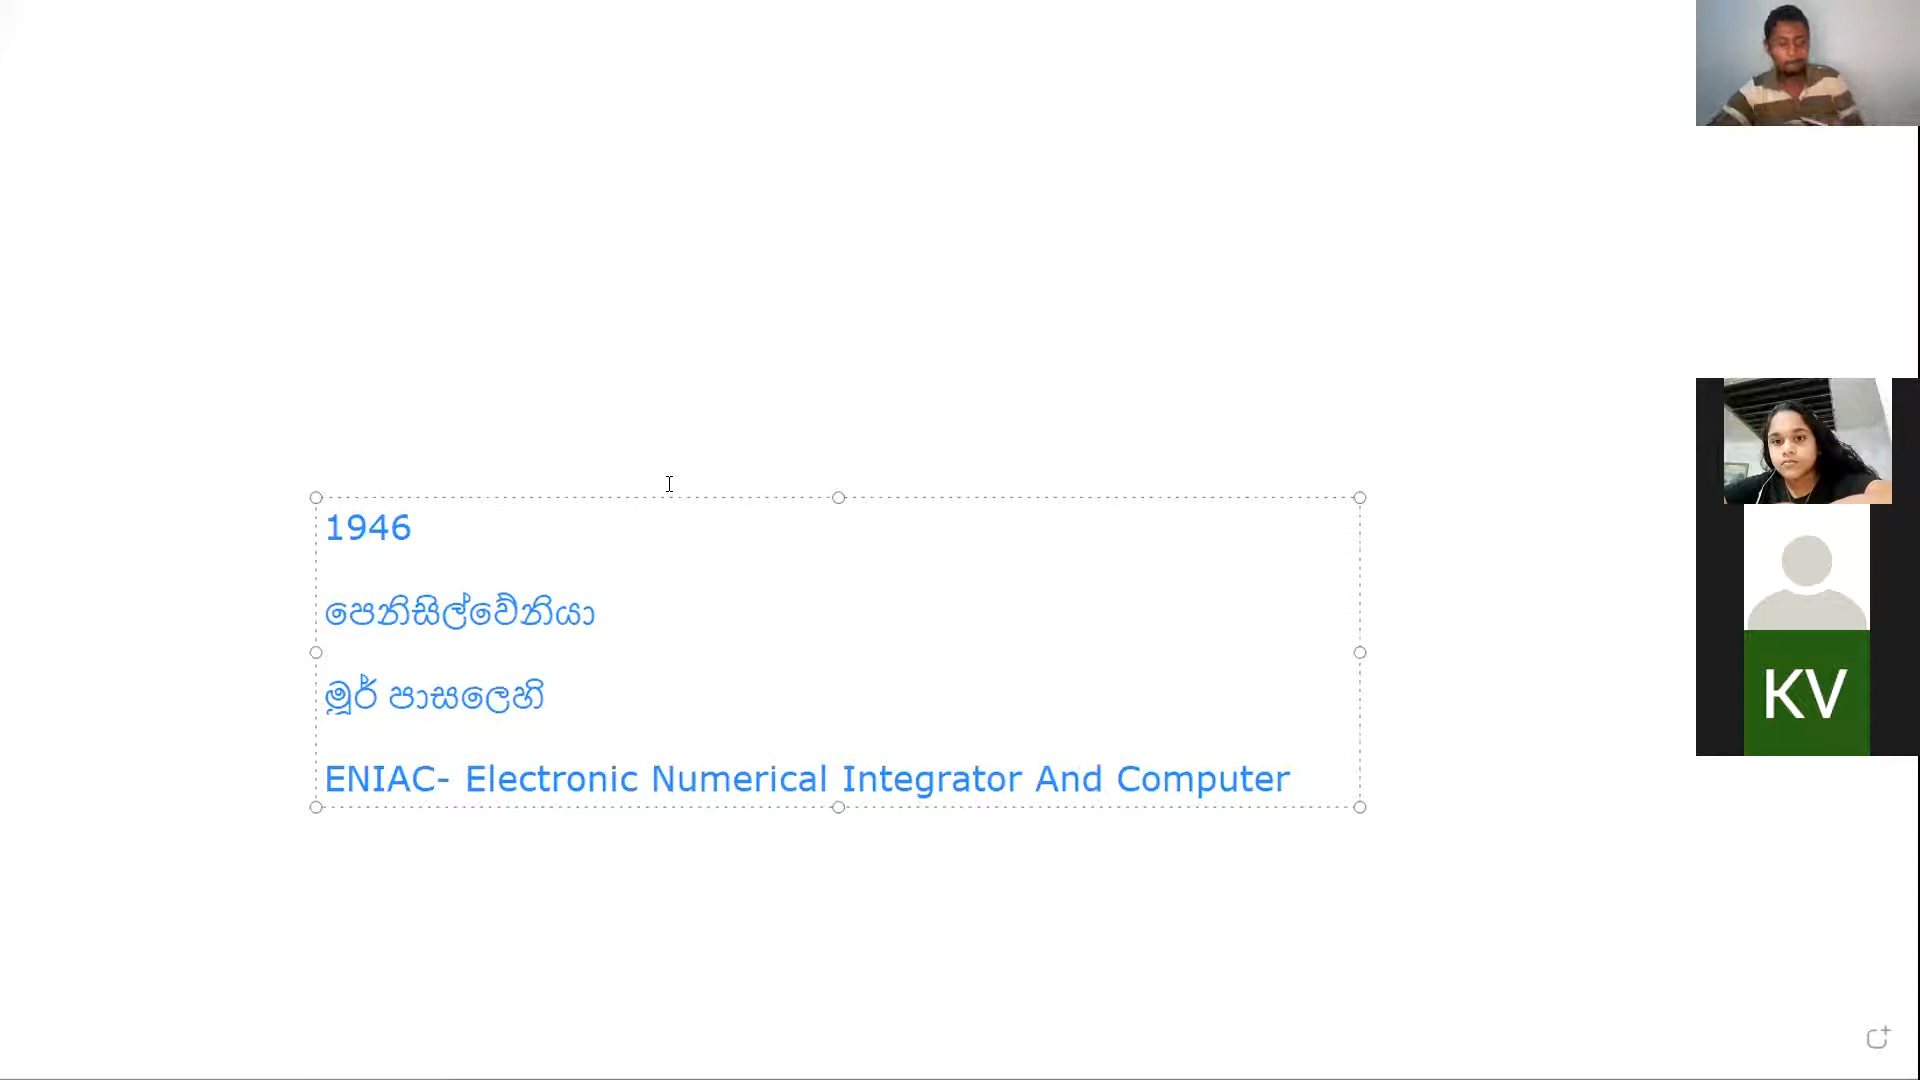 1946
පෙනිසිල්වේනියා
මූර් පාසලෙහි
ENIAC- Electronic Numerical Integrator And Computer
KV